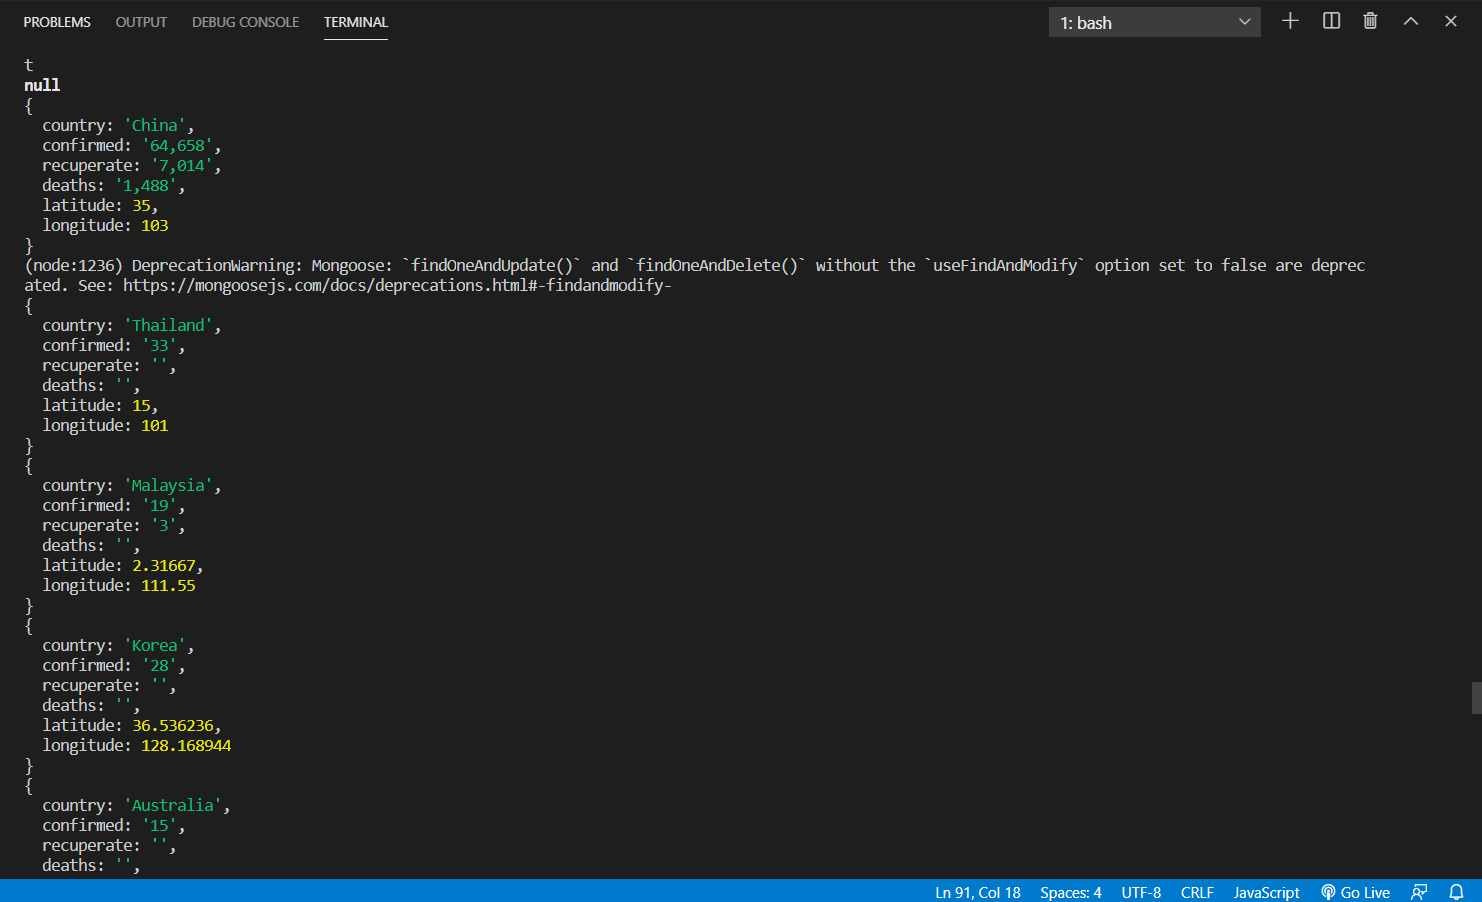 PROBLEMS OUTPUT DEBUG CONSOLE TERMINAL 1: bash
t
null
{
  country: 'China',
  confirmed: '64,658',
  recuperate: '7,014',
  deaths: '1,488',
  latitude: 35,
  longitude: 103
}
(node:1236) DeprecationWarning: Mongoose: `findOneAndUpdate()` and `findOneAndDelete()` without the `useFindAndModify` option set to false are deprec
ated. See: https://mongoosejs.com/docs/deprecations.html#-findandmodify-
{
  country: 'Thailand',
  confirmed: '33',
  recuperate: '',
  deaths: '',
  latitude: 15,
  longitude: 101
}
{
  country: 'Malaysia',
  confirmed: '19',
  recuperate: '3',
  deaths: '',
  latitude: 2.31667,
  longitude: 111.55
}
{
  country: 'Korea',
  confirmed: '28',
  recuperate: '',
  deaths: '',
  latitude: 36.536236,
  longitude: 128.168944
}
{
  country: 'Australia',
  confirmed: '15',
  recuperate: '',
  deaths: '',
Ln 91, Col 18 Spaces: 4 UTF-8 CRLF JavaScript Go Live